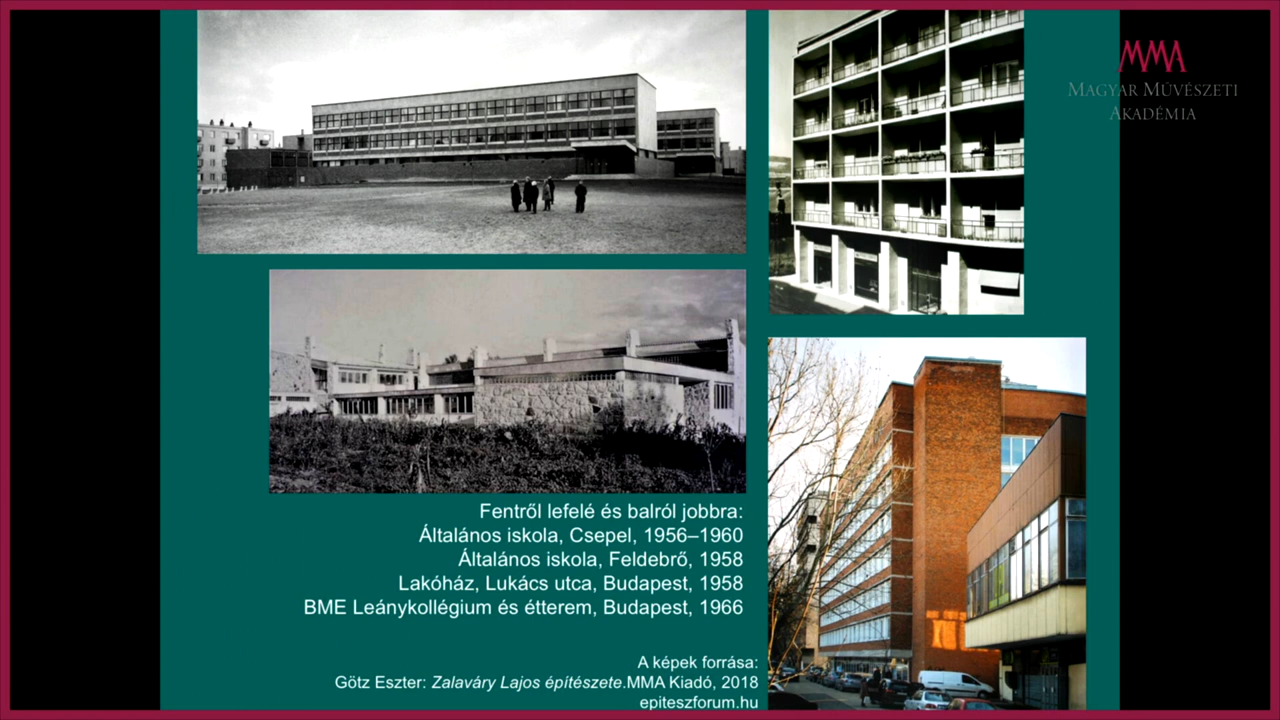 MMA
MAGYAR MŰVÉSZETI
AKADÉMIA
Fentről lefelé és balról jobbra:
Általános iskola, Csepel, 1956–1960
Általános iskola, Feldebrő, 1958
Lakóház, Lukács utca, Budapest, 1958
BME Leánykollégium és étterem, Budapest, 1966
A képek forrása:
Götz Eszter: Zalaváry Lajos építészete.MMA Kiadó, 2018
epiteszforum.hu